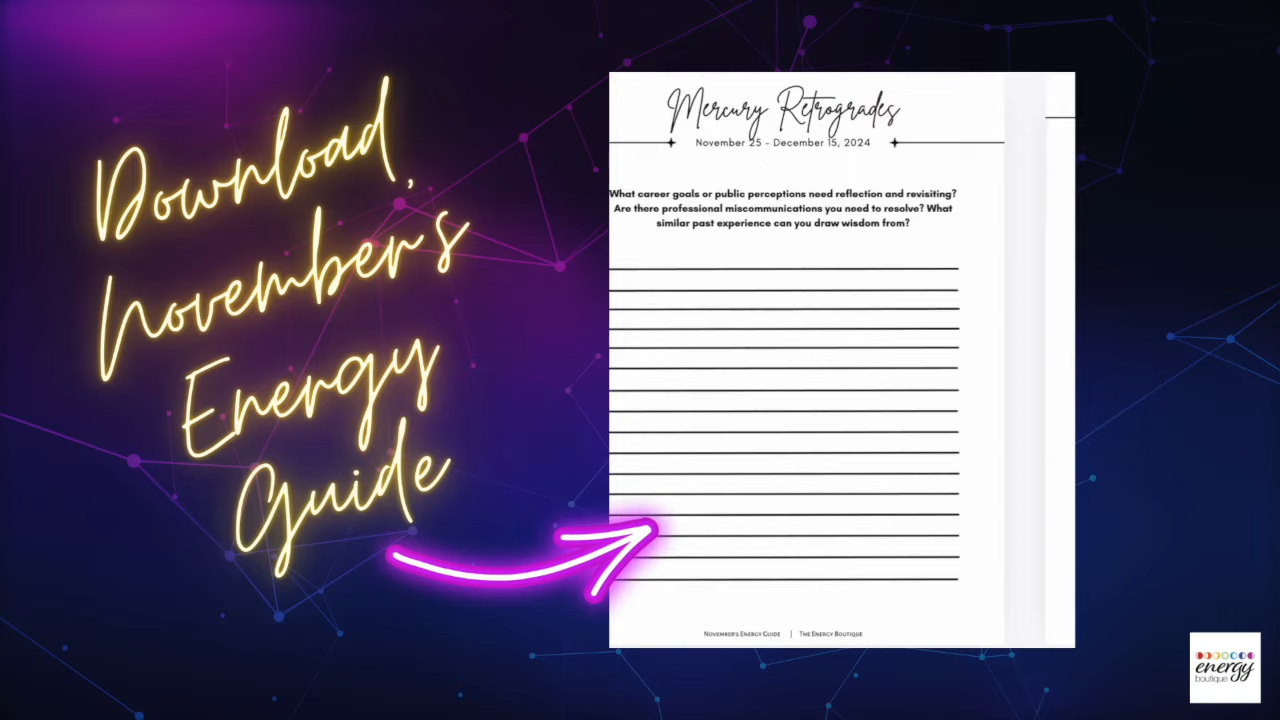 Download
November's
Energy
Guide
Mercury Retrogrades
November 25 - December 15, 2024
What career goals or public perceptions need reflection and revisiting?
Are there professional miscommunications you need to resolve? What
similar past experience can you draw wisdom from?
November's Energy Guide | The Energy Boutique
energy
boutique